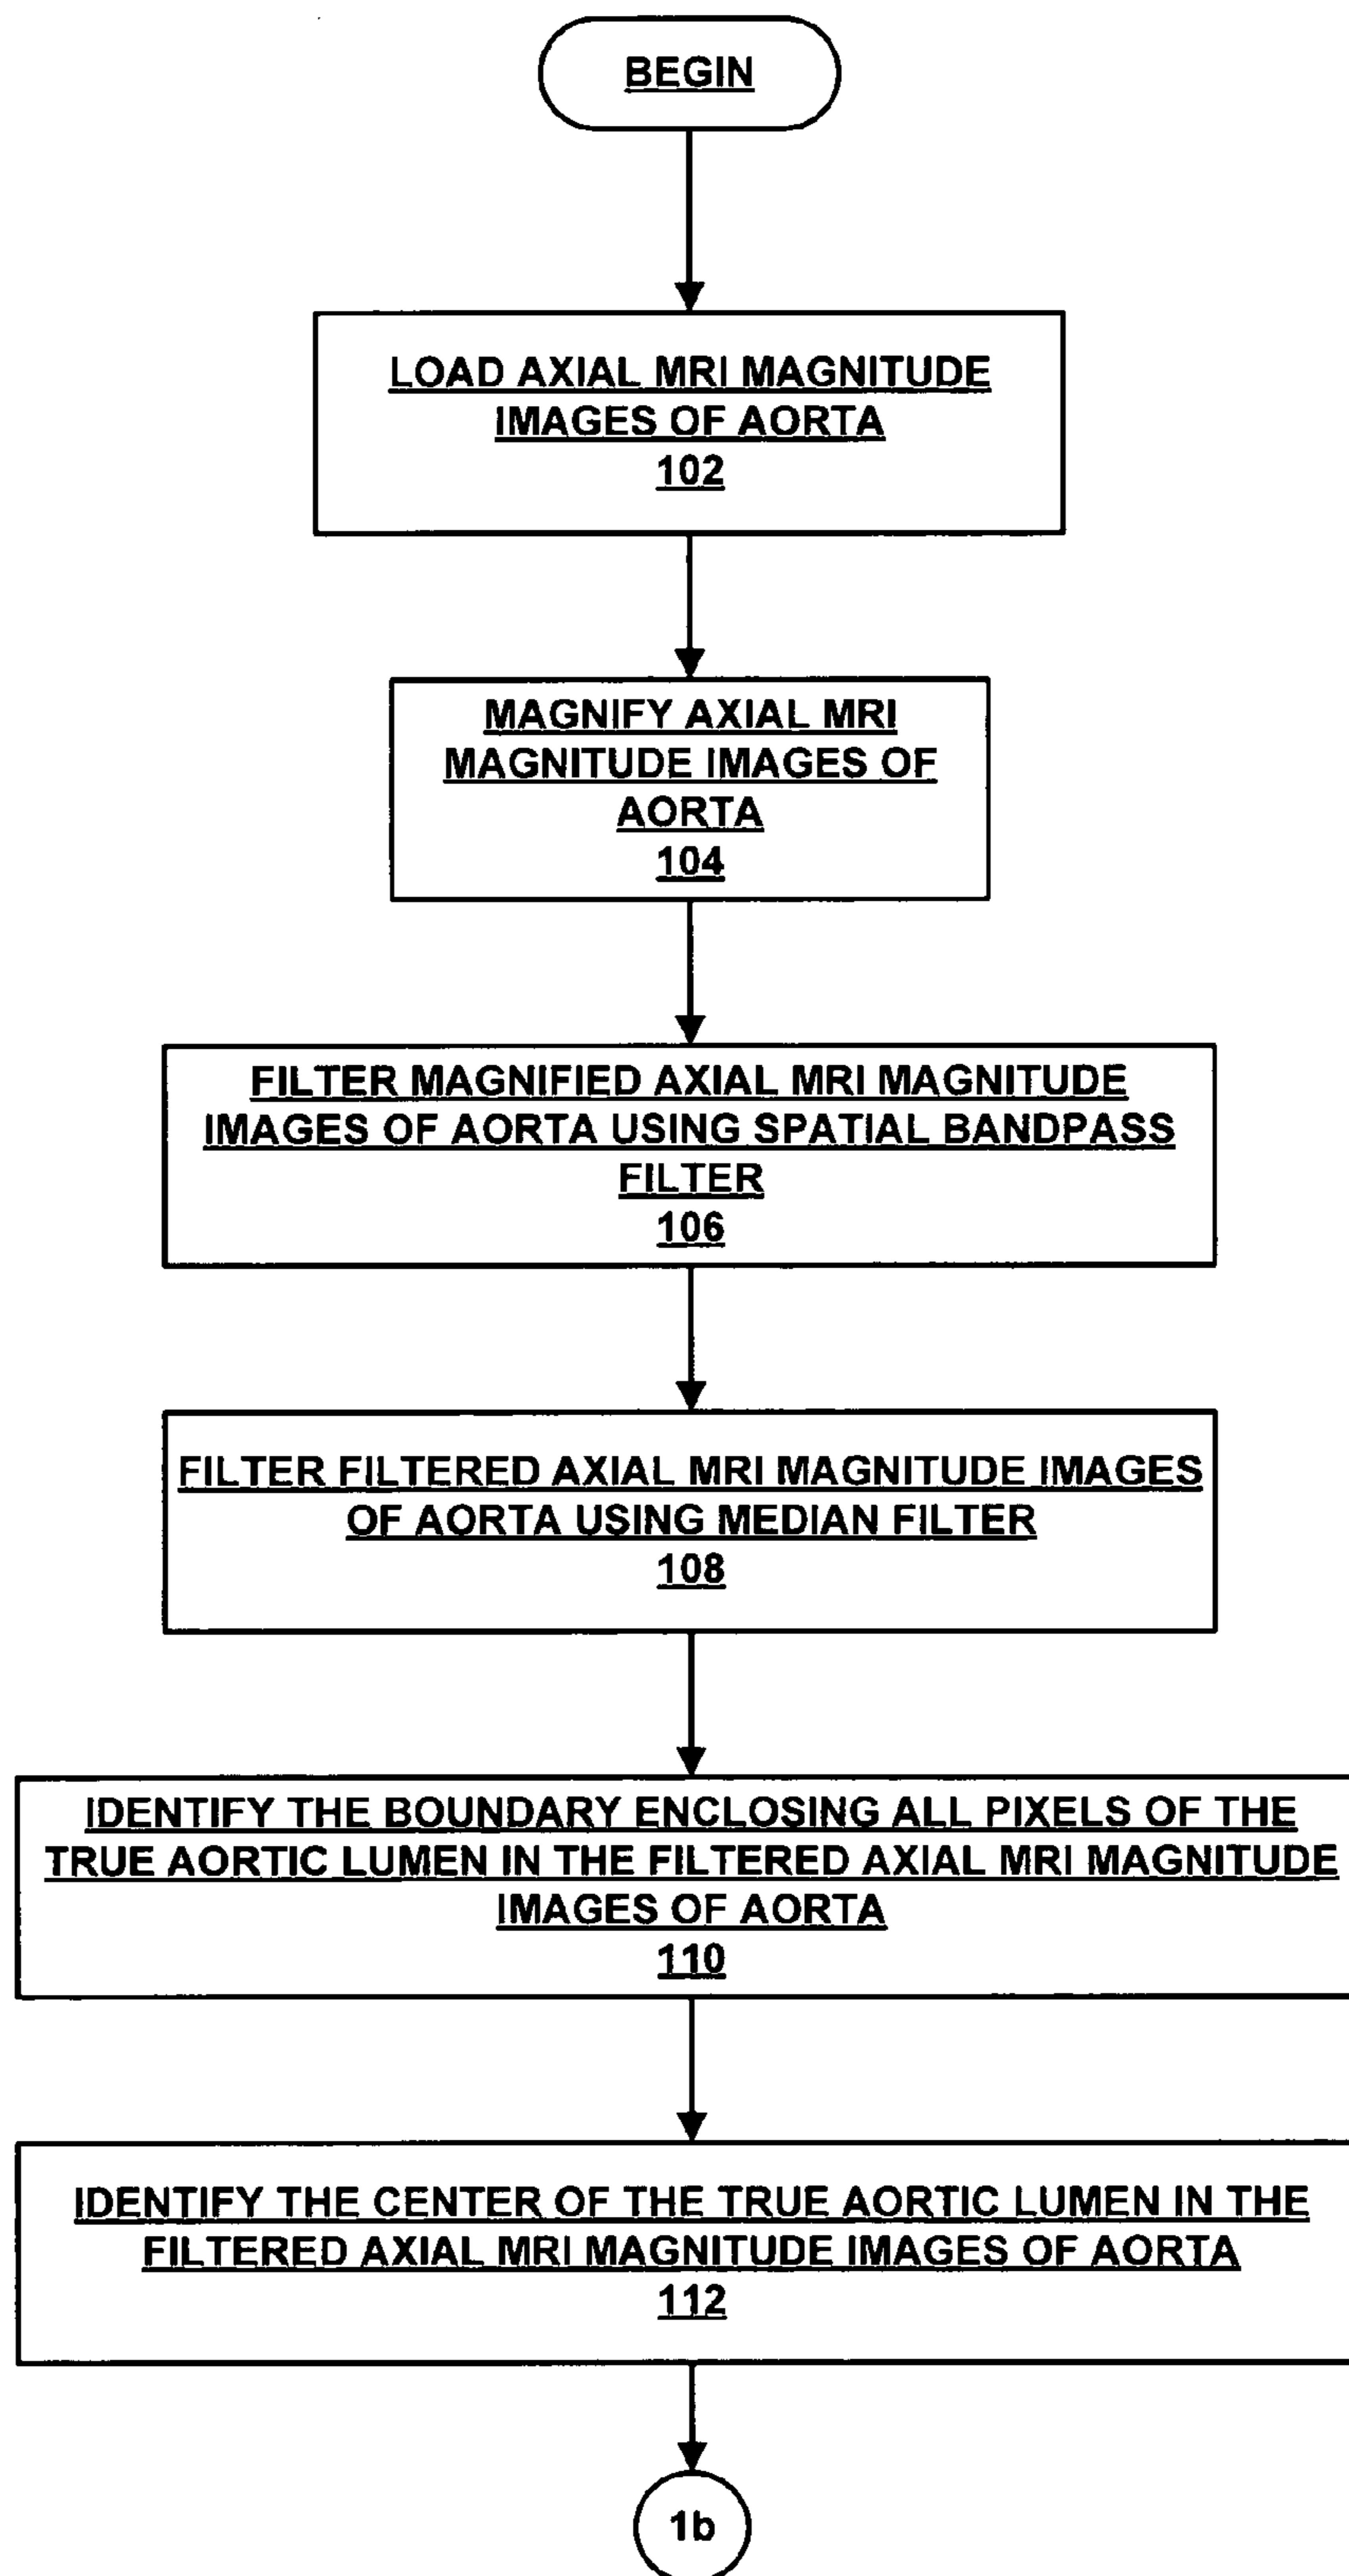 BEGIN
LOAD AXIAL MRI MAGNITUDE
IMAGES OF AORTA
102
MAGNIFY AXIAL MRI
MAGNITUDE IMAGES OF
AORTA
104
FILTER MAGNIFIED AXIAL MRI MAGNITUDE
IMAGES OF AORTA USING SPATIAL BANDPASS
FILTER
106
FILTER FILTERED AXIAL MRI MAGNITUDE IMAGES
OF AORTA USING MEDIAN FILTER
108
IDENTIFY THE BOUNDARY ENCLOSING ALL PIXELS OF THE
TRUE AORTIC LUMEN IN THE FILTERED AXIAL MRI MAGNITUDE
IMAGES OF AORTA
110
IDENTIFY THE CENTER OF THE TRUE AORTIC LUMEN IN THE
FILTERED AXIAL MRI MAGNITUDE IMAGES OF AORTA
112
1b